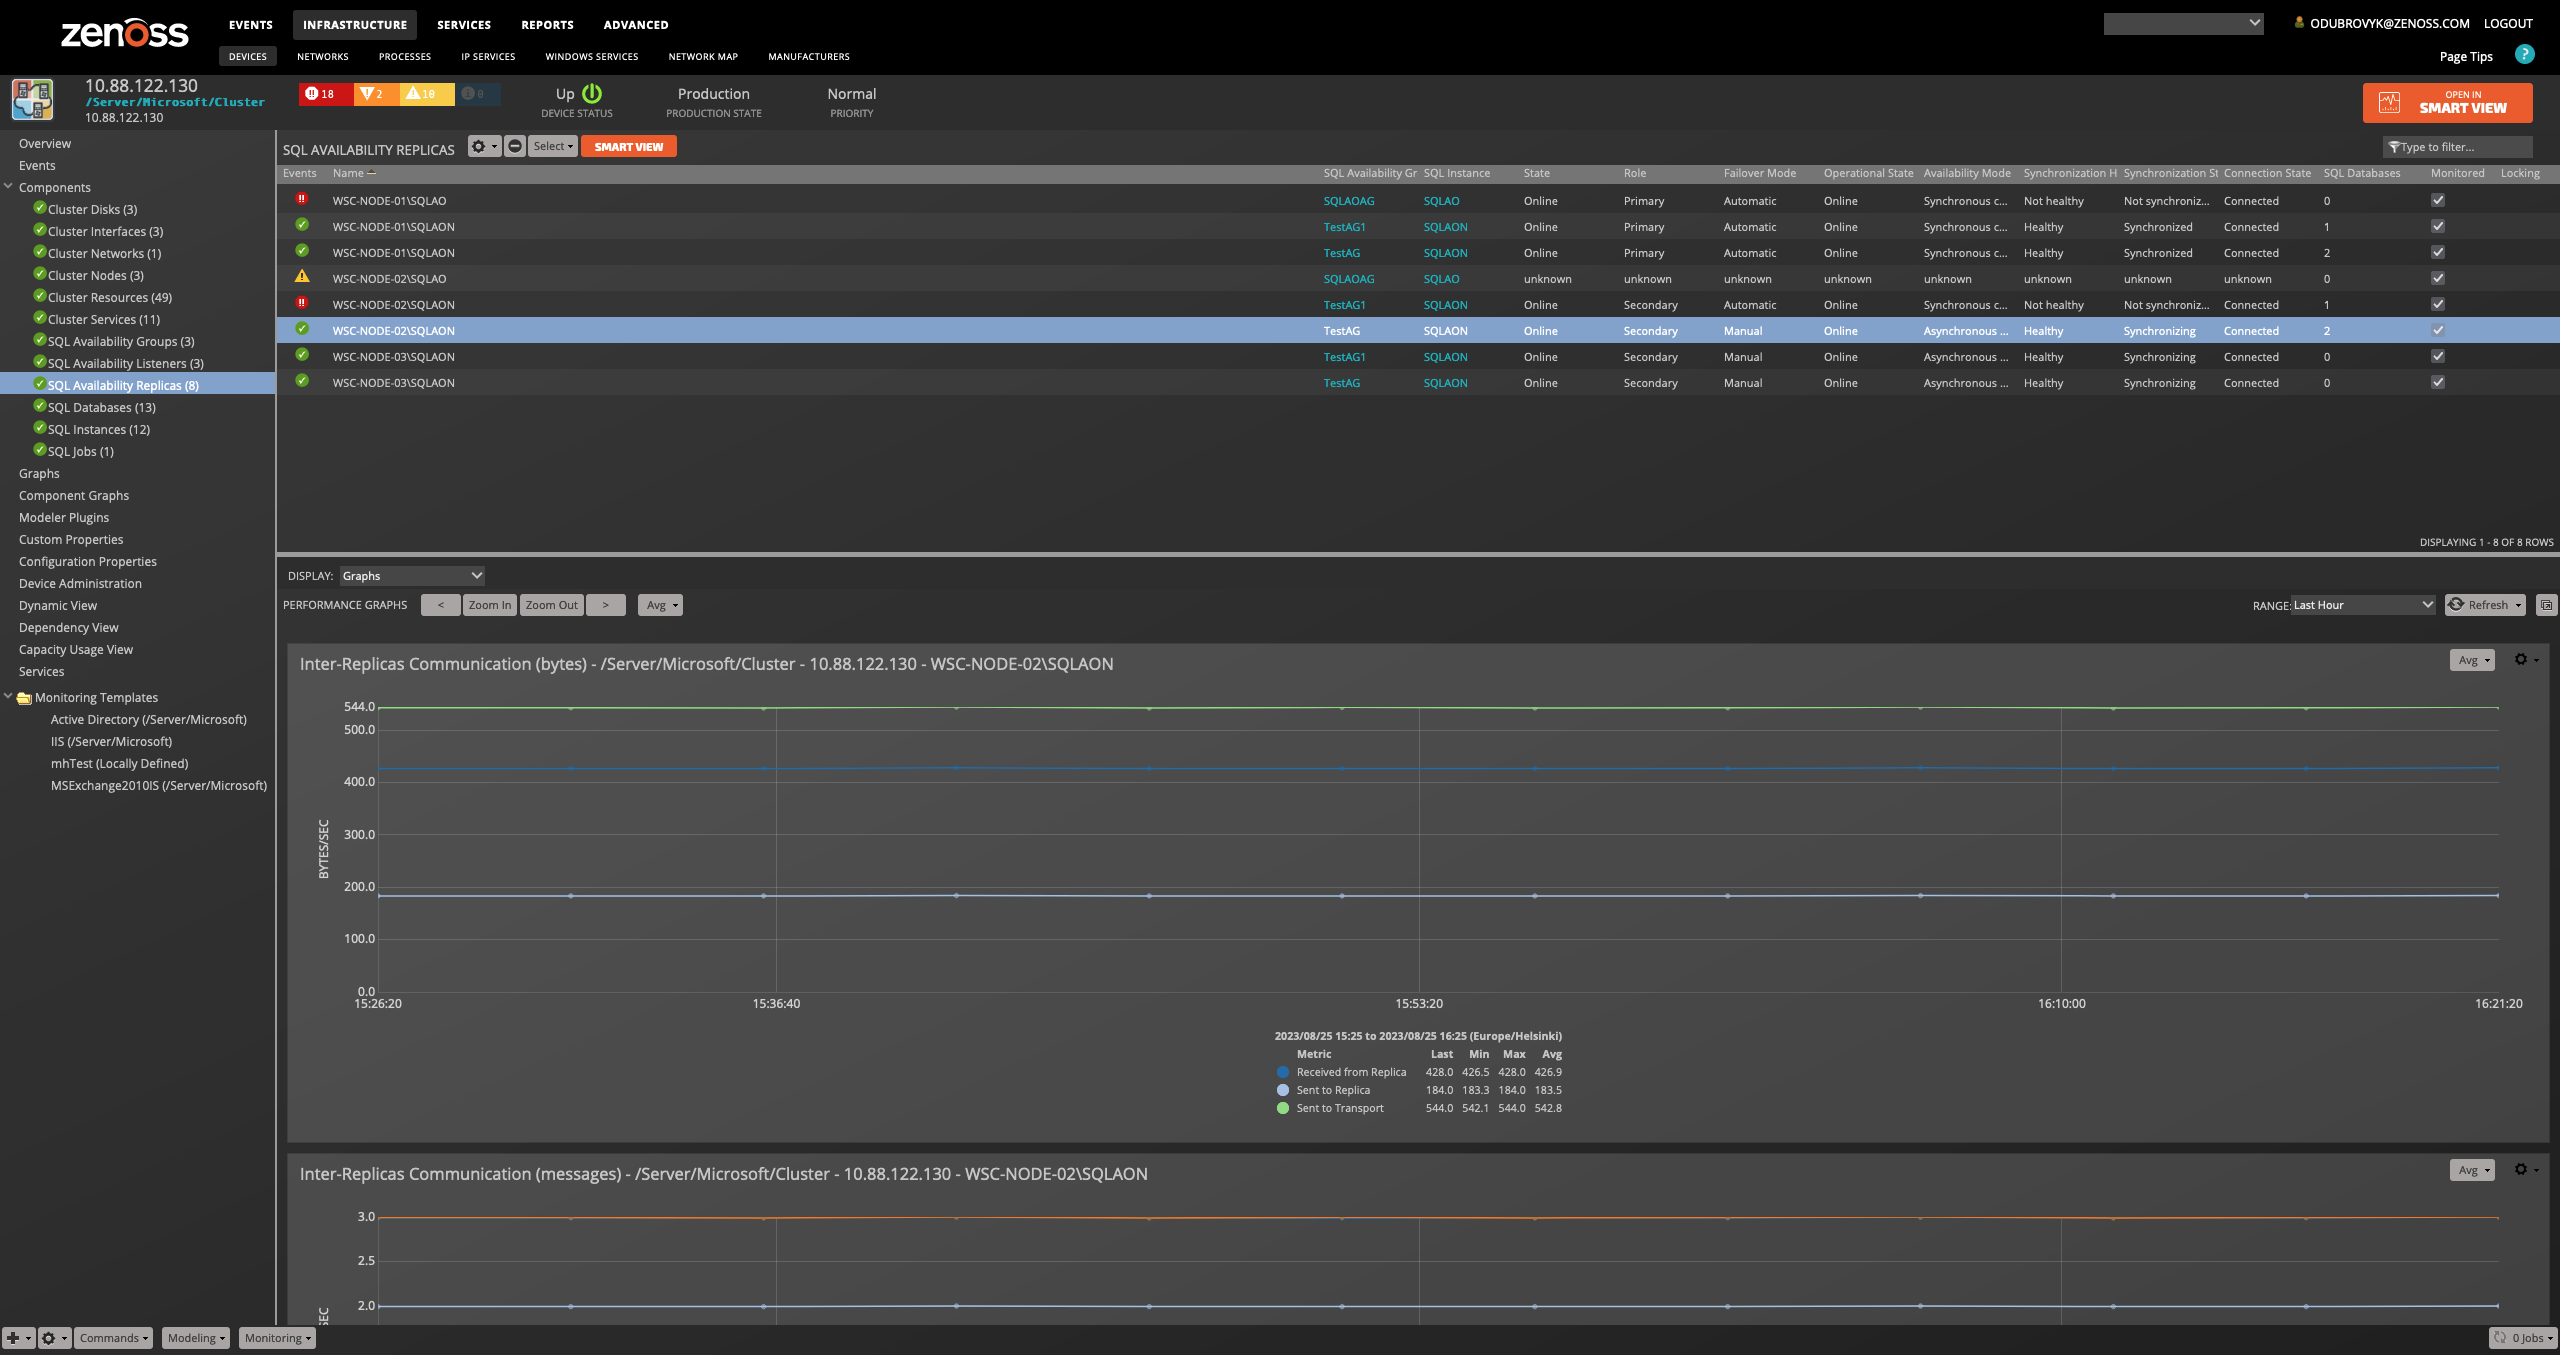 zenoss
EVENTS INFRASTRUCTURE SERVICES REPORTS ADVANCED
ODUBROVYK@ZENOSS.COM LOGOUT
DEVICES NETWORKS PROCESSES IP SERVICES WINDOWS SERVICES NETWORK MAP MANUFACTURERS
Page Tips ?
10.88.122.130
/Server/Microsoft/Cluster
10.88.122.130
18 2 10 0
Up
DEVICE STATUS
Production
PRODUCTION STATE
Normal
PRIORITY
OPEN IN
SMART VIEW
Overview
Events
Components
Cluster Disks (3)
Cluster Interfaces (3)
Cluster Networks (1)
Cluster Nodes (3)
Cluster Resources (49)
Cluster Services (11)
SQL Availability Groups (3)
SQL Availability Listeners (3)
SQL Availability Replicas (8)
SQL Databases (13)
SQL Instances (12)
SQL Jobs (1)
Graphs
Component Graphs
Modeler Plugins
Custom Properties
Configuration Properties
Device Administration
Dynamic View
Dependency View
Capacity Usage View
Services
Monitoring Templates
Active Directory (/Server/Microsoft)
IIS (/Server/Microsoft)
mhTest (Locally Defined)
MSExchange2010IS (/Server/Microsoft)
SQL AVAILABILITY REPLICAS Select SMART VIEW Type to filter...
Events Name SQL Availability Gr SQL Instance State Role Failover Mode Operational State Availability Mode Synchronization H Synchronization St Connection State SQL Databases Monitored Locking
WSC-NODE-01\SQLAO SQLAOAG SQLAO Online Primary Automatic Online Synchronous c... Not healthy Not synchroniz... Connected 0
WSC-NODE-01\SQLAON TestAG1 SQLAON Online Primary Automatic Online Synchronous c... Healthy Synchronized Connected 1
WSC-NODE-01\SQLAON TestAG SQLAON Online Primary Automatic Online Synchronous c... Healthy Synchronized Connected 2
WSC-NODE-02\SQLAO SQLAOAG SQLAO unknown unknown unknown unknown unknown unknown unknown unknown 0
WSC-NODE-02\SQLAON TestAG1 SQLAON Online Secondary Automatic Online Synchronous c... Not healthy Not synchroniz... Connected 1
WSC-NODE-02\SQLAON TestAG SQLAON Online Secondary Manual Online Asynchronous ... Healthy Synchronizing Connected 2
WSC-NODE-03\SQLAON TestAG1 SQLAON Online Secondary Manual Online Asynchronous ... Healthy Synchronizing Connected 0
WSC-NODE-03\SQLAON TestAG SQLAON Online Secondary Manual Online Asynchronous ... Healthy Synchronizing Connected 0
DISPLAYING 1 - 8 OF 8 ROWS
DISPLAY: Graphs
PERFORMANCE GRAPHS < Zoom In Zoom Out > Avg RANGE: Last Hour Refresh
Inter-Replicas Communication (bytes) - /Server/Microsoft/Cluster - 10.88.122.130 - WSC-NODE-02\SQLAON Avg
544.0
500.0
400.0
300.0
200.0
100.0
0.0
BYTES/SEC
15:26:20 15:36:40 15:53:20 16:10:00 16:21:20
2023/08/25 15:25 to 2023/08/25 16:25 (Europe/Helsinki)
Metric Last Min Max Avg
Received from Replica 428.0 426.5 428.0 426.9
Sent to Replica 184.0 183.3 184.0 183.5
Sent to Transport 544.0 542.1 544.0 542.8
Inter-Replicas Communication (messages) - /Server/Microsoft/Cluster - 10.88.122.130 - WSC-NODE-02\SQLAON Avg
3.0
2.5
2.0
SEC
Commands Modeling Monitoring 0 Jobs